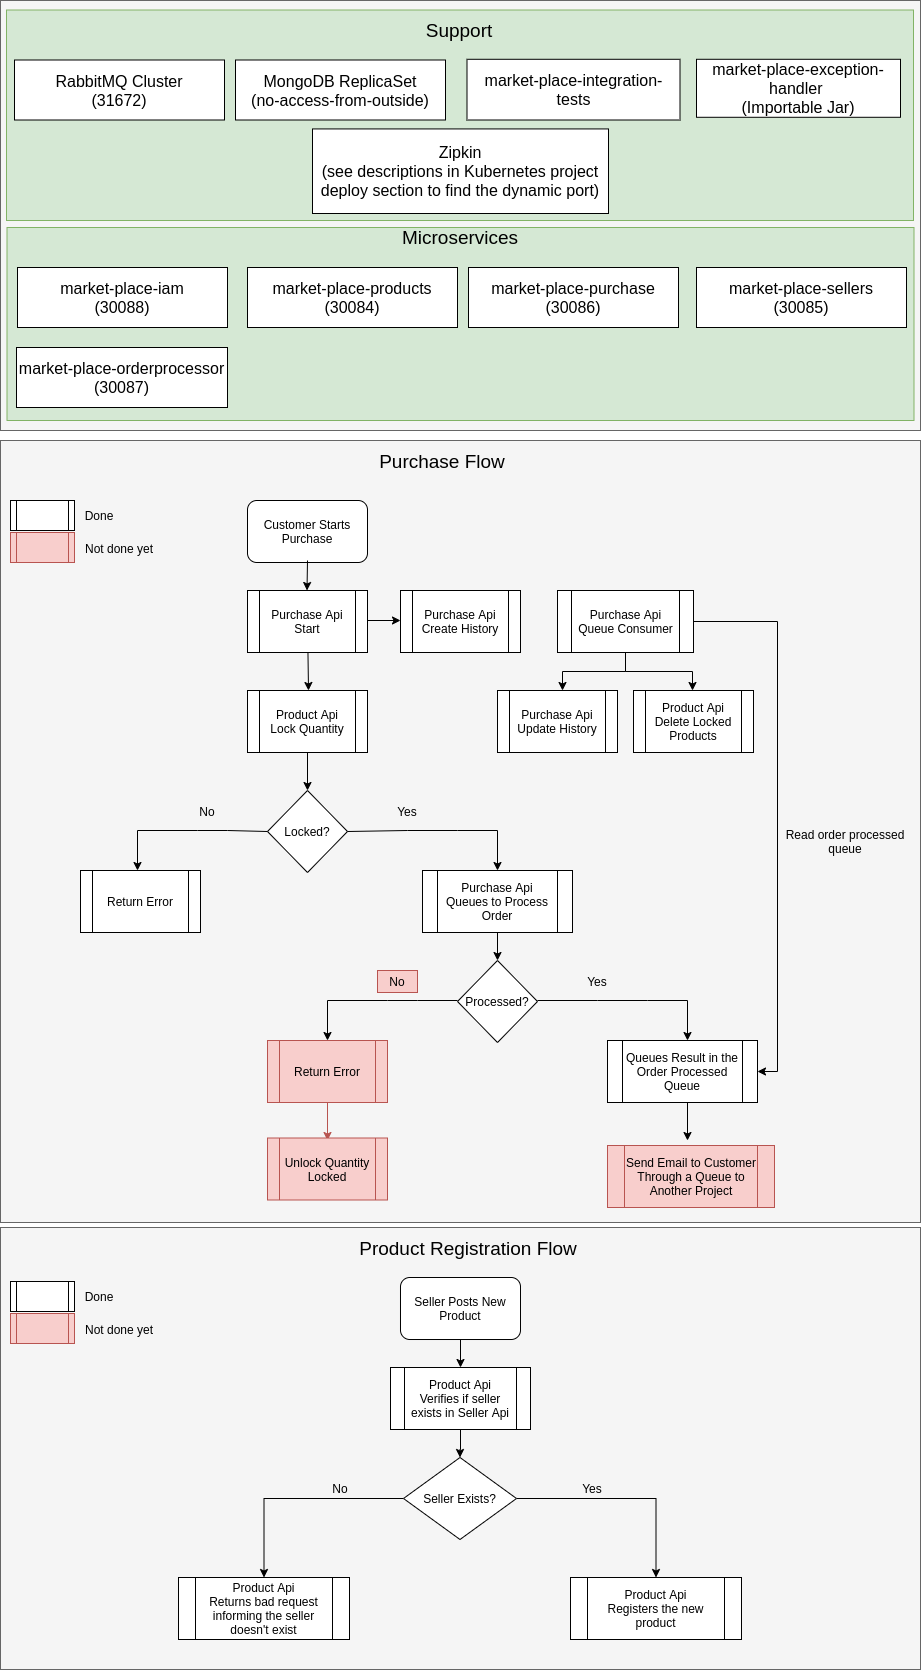 Support
RabbitMQ Cluster
(31672)
MongoDB ReplicaSet
(no-access-from-outside)
market-place-integration-
tests
market-place-exception-
handler
(Importable Jar)
Zipkin
(see descriptions in Kubernetes project
deploy section to find the dynamic port)
Microservices
market-place-iam
(30088)
market-place-products
(30084)
market-place-purchase
(30086)
market-place-sellers
(30085)
market-place-orderprocessor
(30087)
Purchase Flow
Done
Not done yet
Customer Starts
Purchase
Purchase Api
Start
Purchase Api
Create History
Purchase Api
Queue Consumer
Product Api
Lock Quantity
Purchase Api
Update History
Product Api
Delete Locked
Products
No
Locked?
Yes
Read order processed
queue
Return Error
Purchase Api
Queues to Process
Order
No
Processed?
Yes
Return Error
Queues Result in the
Order Processed
Queue
Unlock Quantity
Locked
Send Email to Customer
Through a Queue to
Another Project
Product Registration Flow
Done
Not done yet
Seller Posts New
Product
Product Api
Verifies if seller
exists in Seller Api
No
Seller Exists?
Yes
Product Api
Returns bad request
informing the seller
doesn't exist
Product Api
Registers the new
product